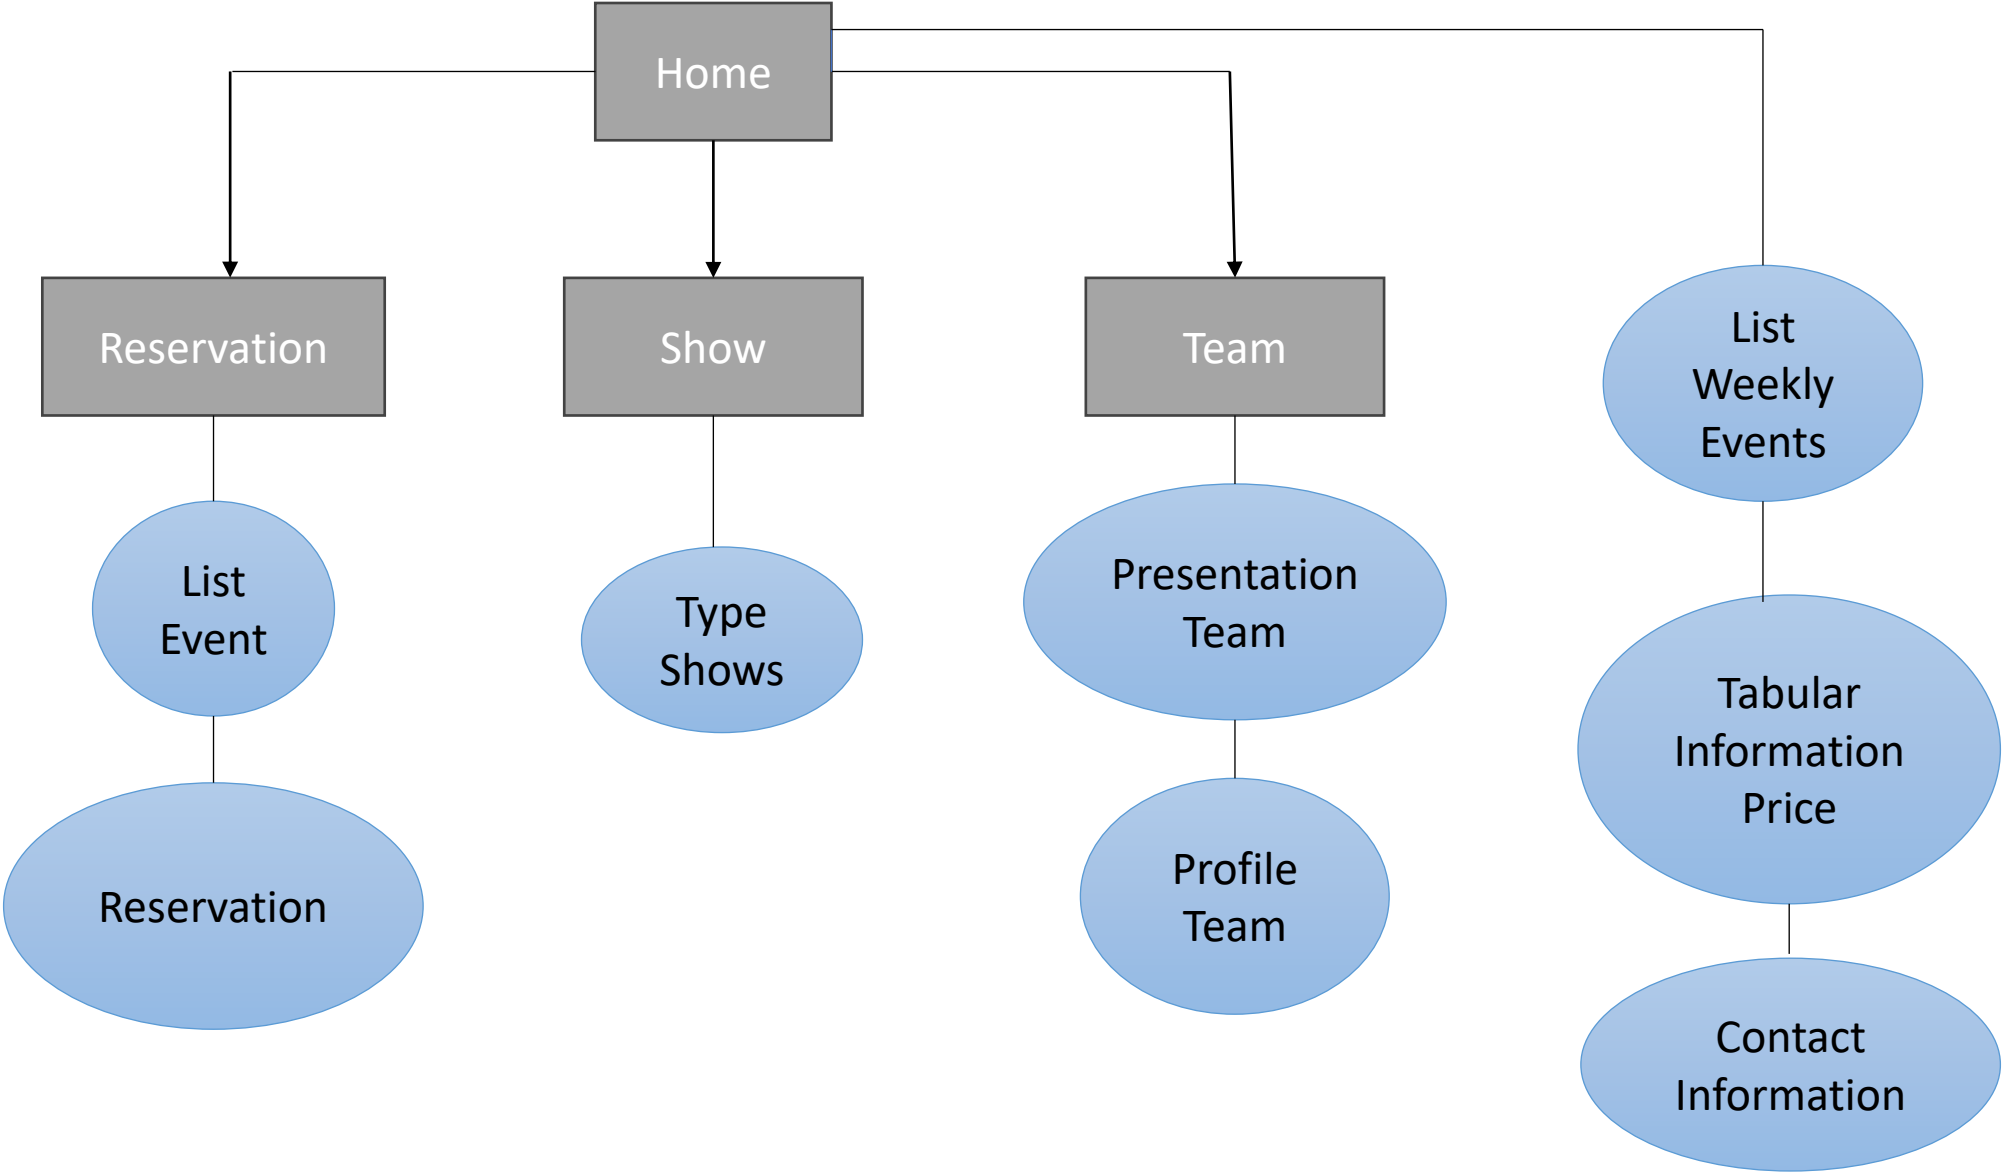 Home
Reservation
Show
Team
List
Weekly
Events
List
Event
Type
Shows
Presentation
Team
Tabular
Information
Price
Reservation
Profile
Team
Contact
Information